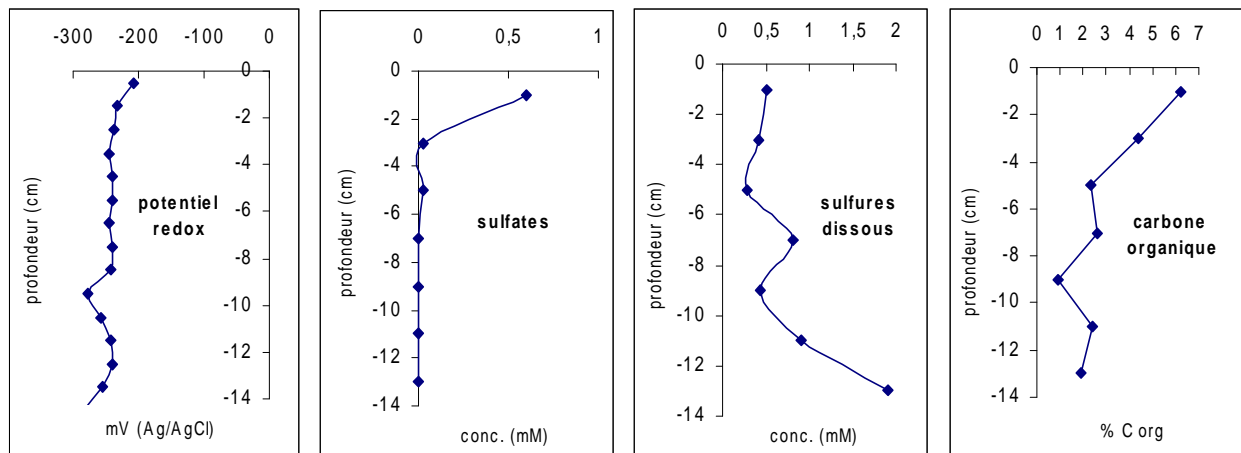 -300 -200 -100 0
0
-2
-4
-6
-8
-10
-12
-14
profondeur (cm)
potentiel
redox
mV (Ag/AgCl)
0 0,5 1
0
-2
-4
-6
-8
-10
-12
-14
profondeur (cm)
sulfates
conc. (mM)
0 0,5 1 1,5 2
0
-2
-4
-6
-8
-10
-12
-14
profondeur (cm)
sulfures
dissous
conc. (mM)
0 1 2 3 4 5 6 7
0
-2
-4
-6
-8
-10
-12
-14
profondeur (cm)
carbone
organique
% C org